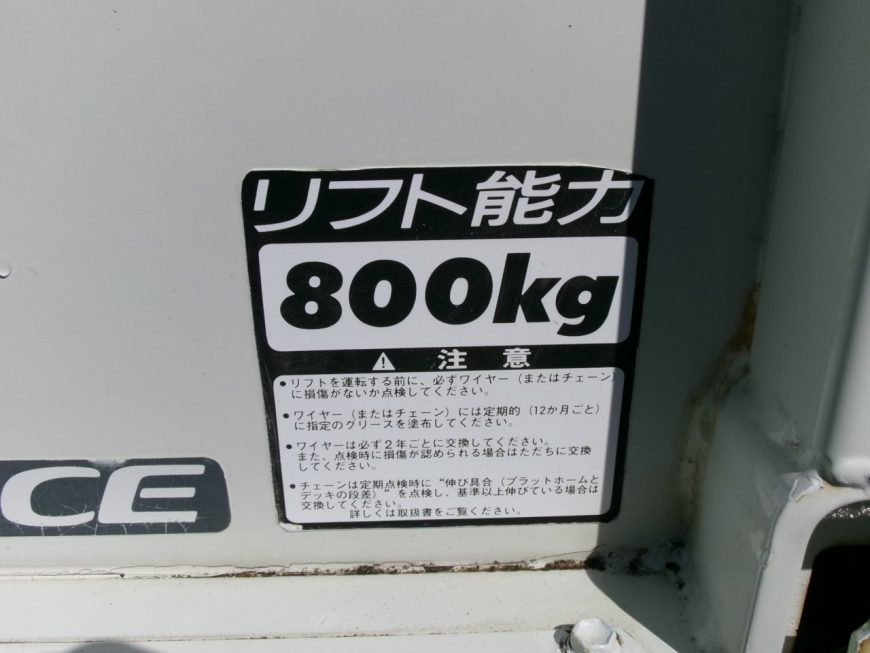 リフト能力
800kg
⚠ 注意
●リフトを運転する前に、必ずワイヤー（またはチェーン）
に損傷がないか点検してください。
●ワイヤー（またはチェーン）には定期的（12か月ごと）
に指定のグリースを塗布してください。
●ワイヤーは必ず２年ごとに交換してください。
また、点検時に損傷が認められる場合はただちに交換
してください。
●チェーンは定期点検時に“伸び具合（プラットホームと
デッキの段差）”を点検し、基準以上伸びている場合は
交換してください。
詳しくは取扱書をご覧ください。
CE